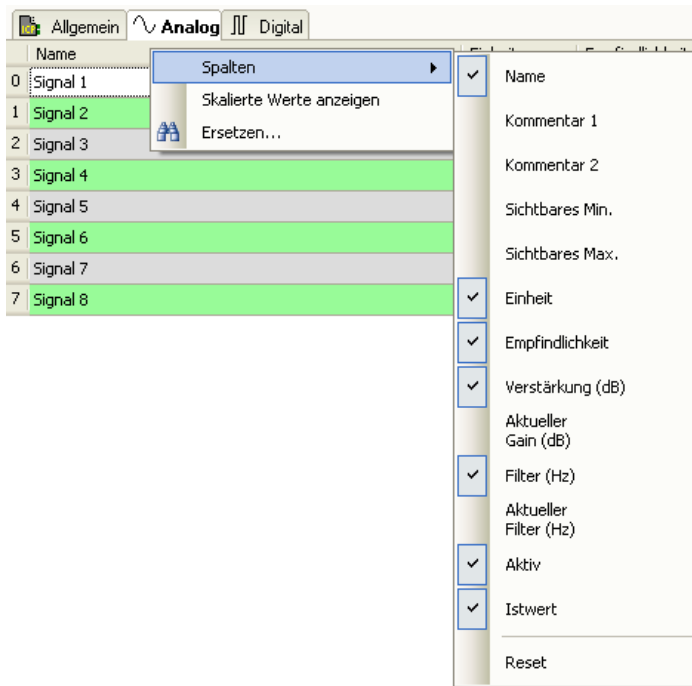 Allgemein Analog Digital
Name
0 Signal 1
1 Signal 2
2 Signal 3
3 Signal 4
4 Signal 5
5 Signal 6
6 Signal 7
7 Signal 8
Spalten
Skalierte Werte anzeigen
Ersetzen...
Name
Kommentar 1
Kommentar 2
Sichtbares Min.
Sichtbares Max.
Einheit
Empfindlichkeit
Verstärkung (dB)
Aktueller
Gain (dB)
Filter (Hz)
Aktueller
Filter (Hz)
Aktiv
Istwert
Reset